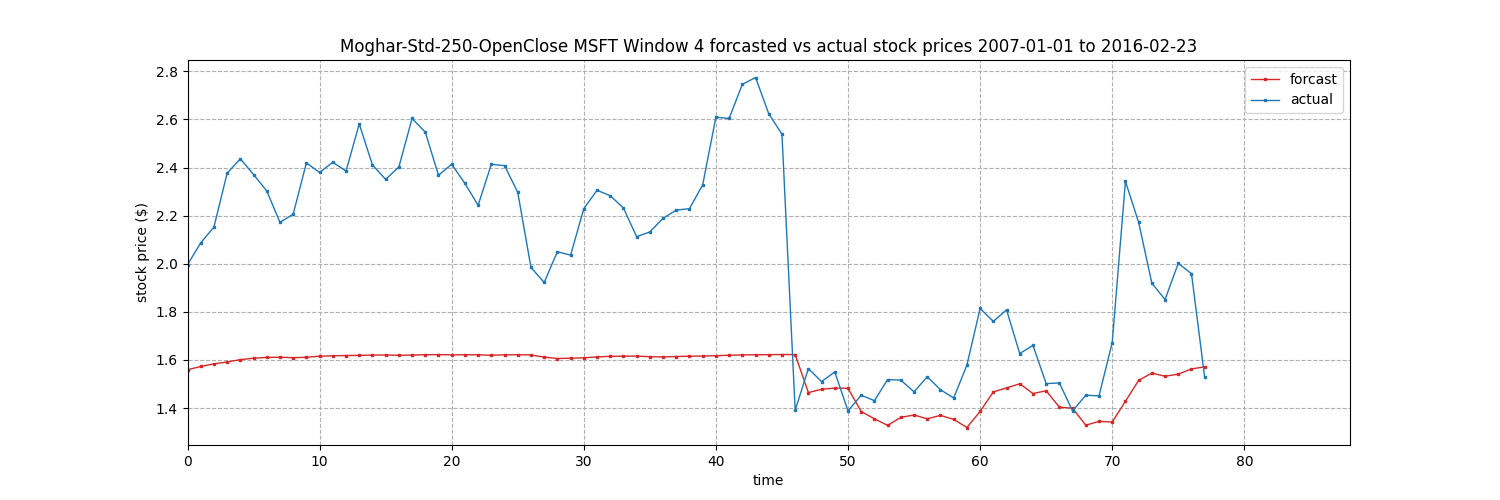 Moghar-Std-250-OpenClose MSFT Window 4 forcasted vs actual stock prices 2007-01-01 to 2016-02-23
forcast
actual
stock price ($)
2.8
2.6
2.4
2.2
2.0
1.8
1.6
1.4
0 10 20 30 40 50 60 70 80
time